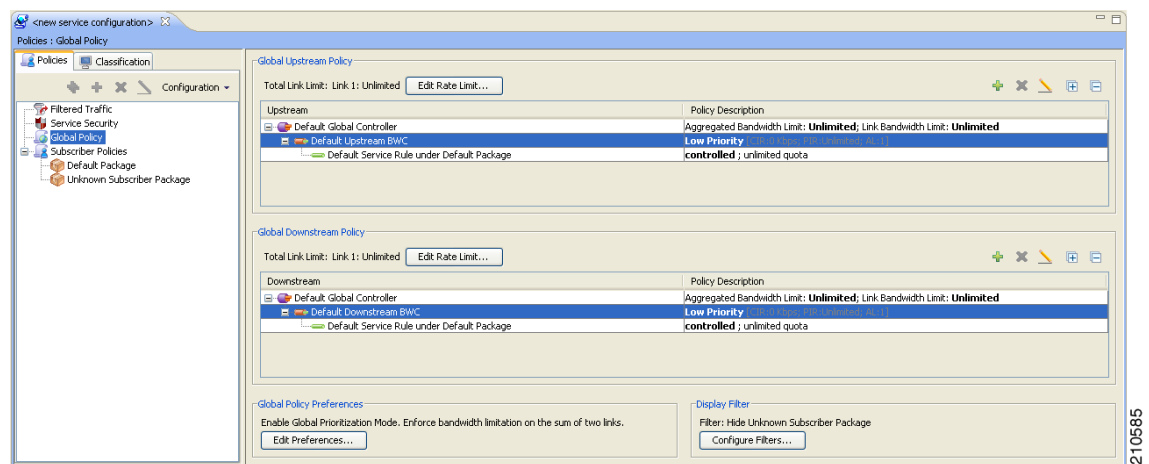 <new service configuration>
Policies : Global Policy
Policies
Classification
Configuration
Filtered Traffic
Service Security
Global Policy
Subscriber Policies
Default Package
Unknown Subscriber Package
Global Upstream Policy
Total Link Limit: Link 1: Unlimited
Edit Rate Limit...
Upstream
Policy Description
Default Global Controller
Aggregated Bandwidth Limit: Unlimited; Link Bandwidth Limit: Unlimited
Default Upstream BWC
Low Priority [CIR:0 Kbps; PIR:Unlimited; AL:1]
Default Service Rule under Default Package
controlled ; unlimited quota
Global Downstream Policy
Total Link Limit: Link 1: Unlimited
Edit Rate Limit...
Downstream
Policy Description
Default Global Controller
Aggregated Bandwidth Limit: Unlimited; Link Bandwidth Limit: Unlimited
Default Downstream BWC
Low Priority [CIR:0 Kbps; PIR:Unlimited; AL:1]
Default Service Rule under Default Package
controlled ; unlimited quota
Global Policy Preferences
Enable Global Prioritization Mode. Enforce bandwidth limitation on the sum of two links.
Edit Preferences...
Display Filter
Filter: Hide Unknown Subscriber Package
Configure Filters...
210585